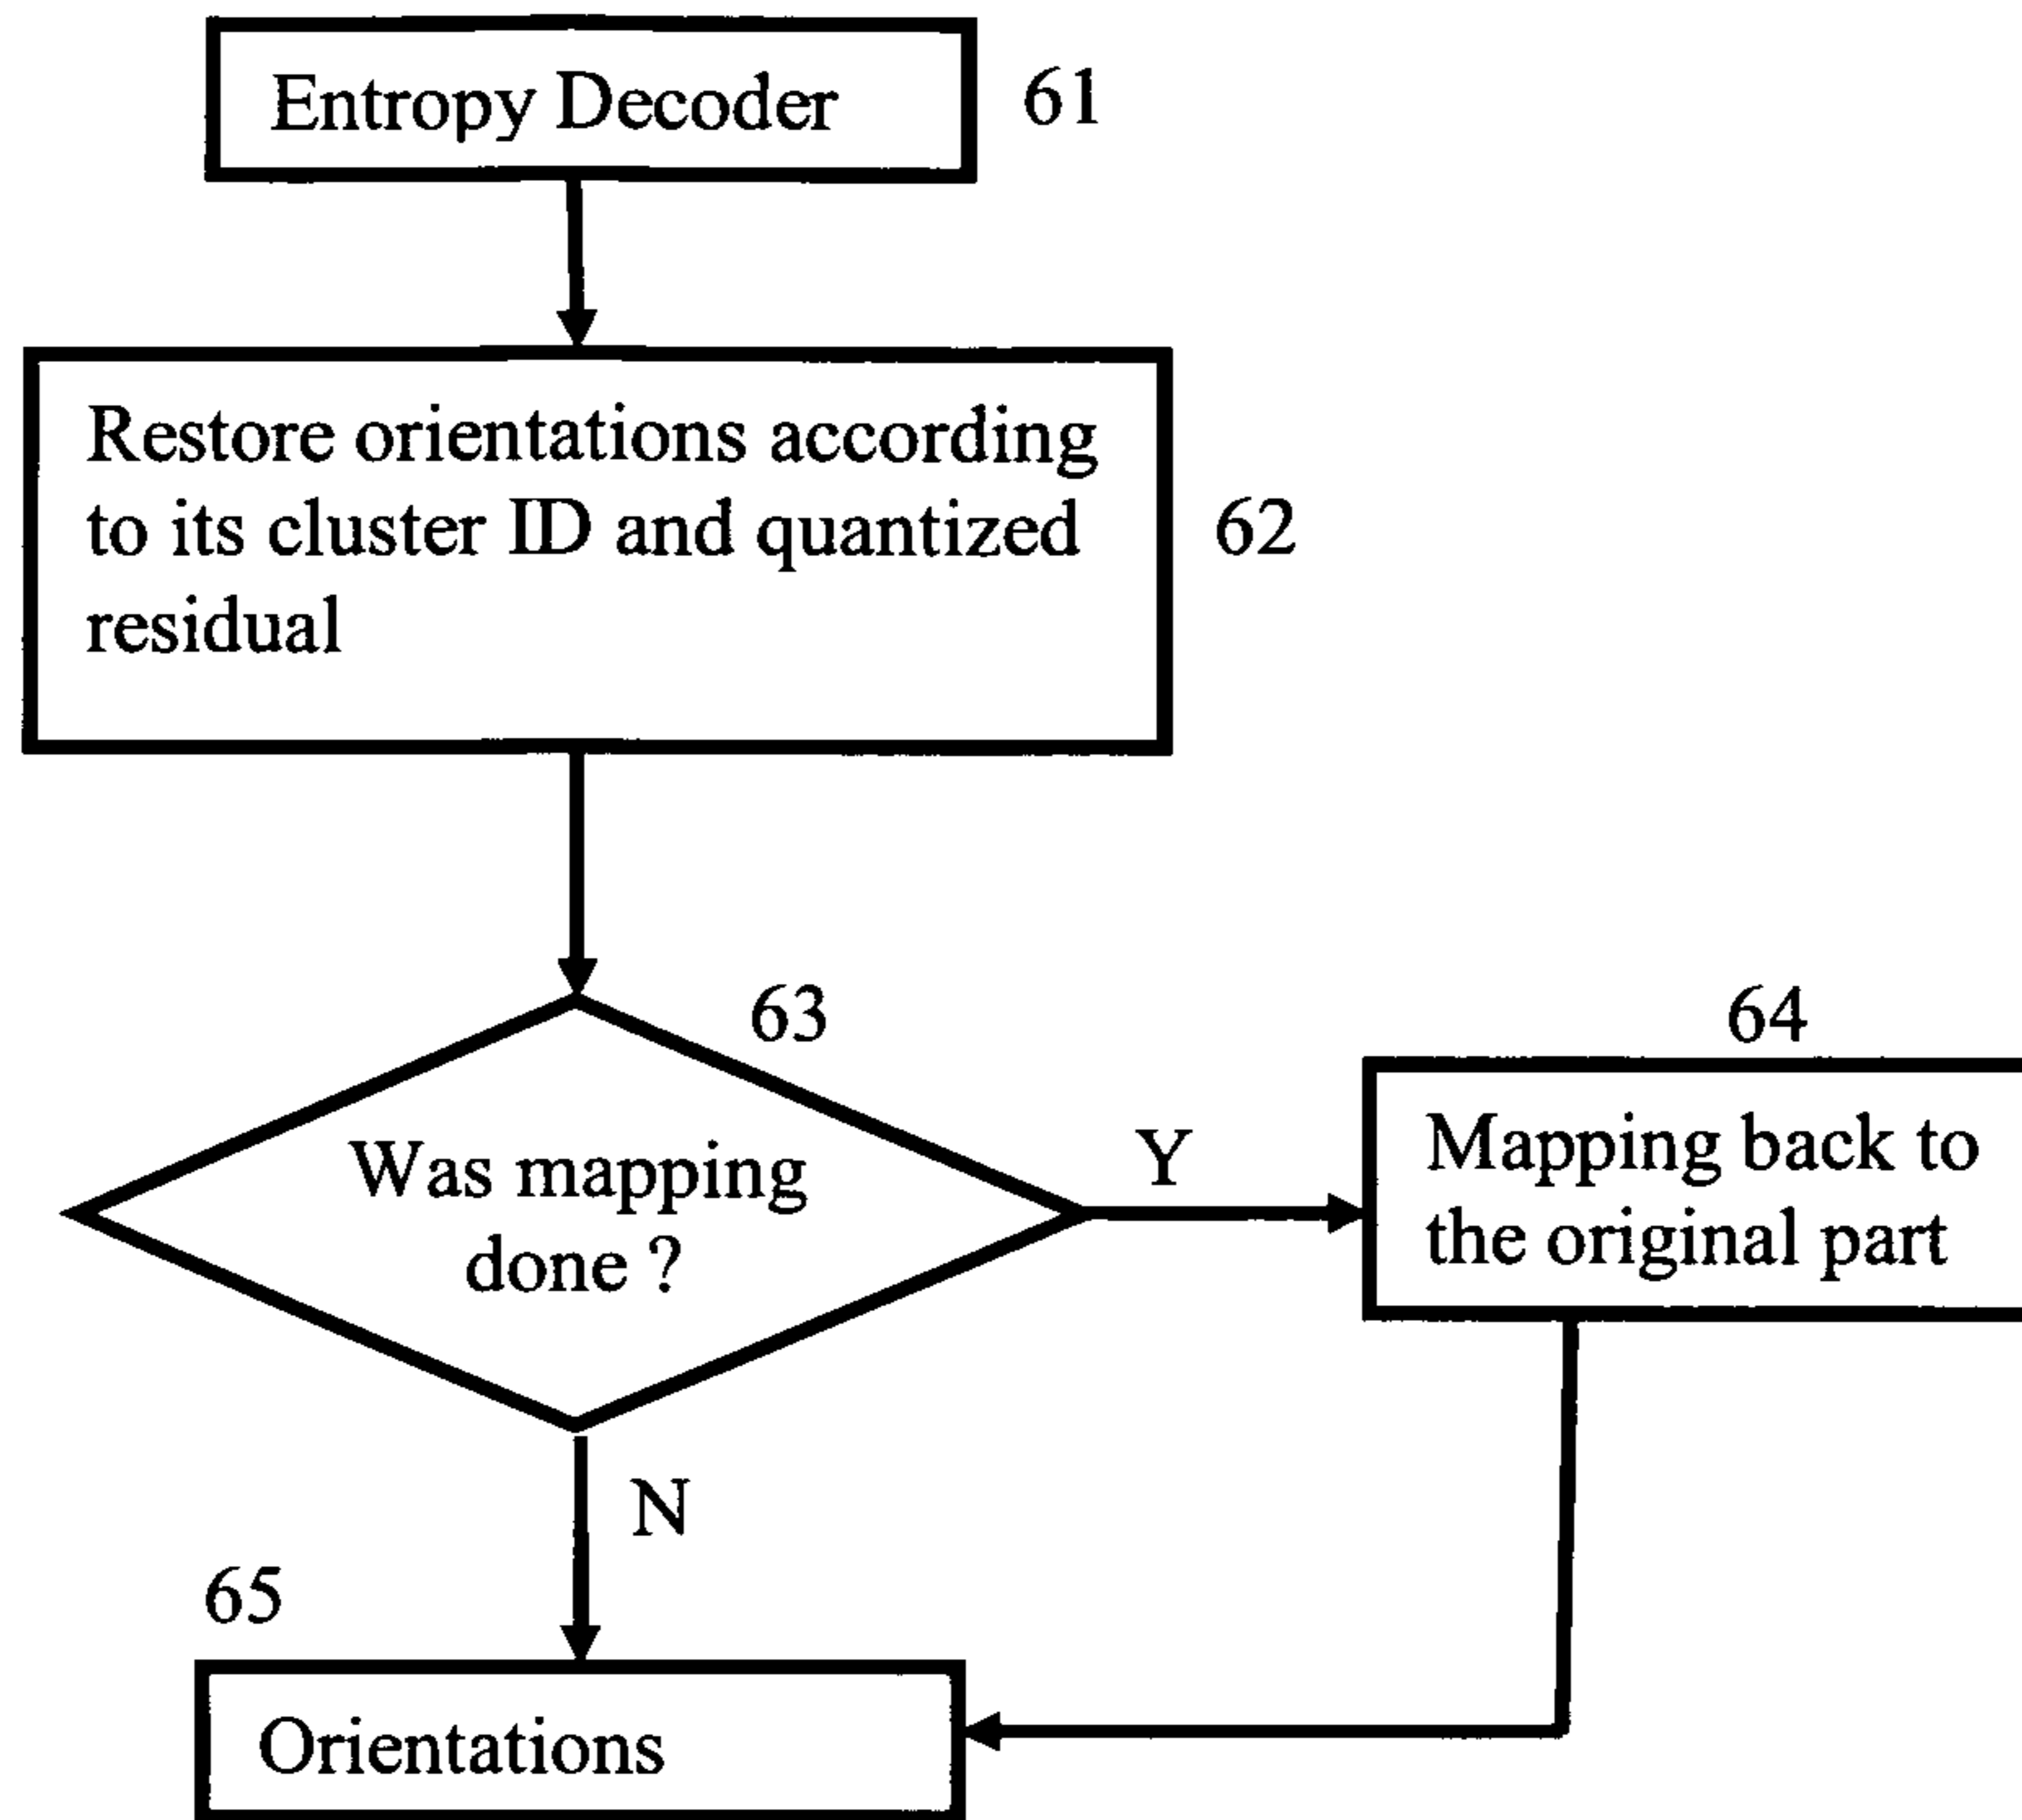 Entropy Decoder
61
Restore orientations according
to its cluster ID and quantized
residual
62
63
Was mapping
done ?
Y
64
Mapping back to
the original part
N
65
Orientations